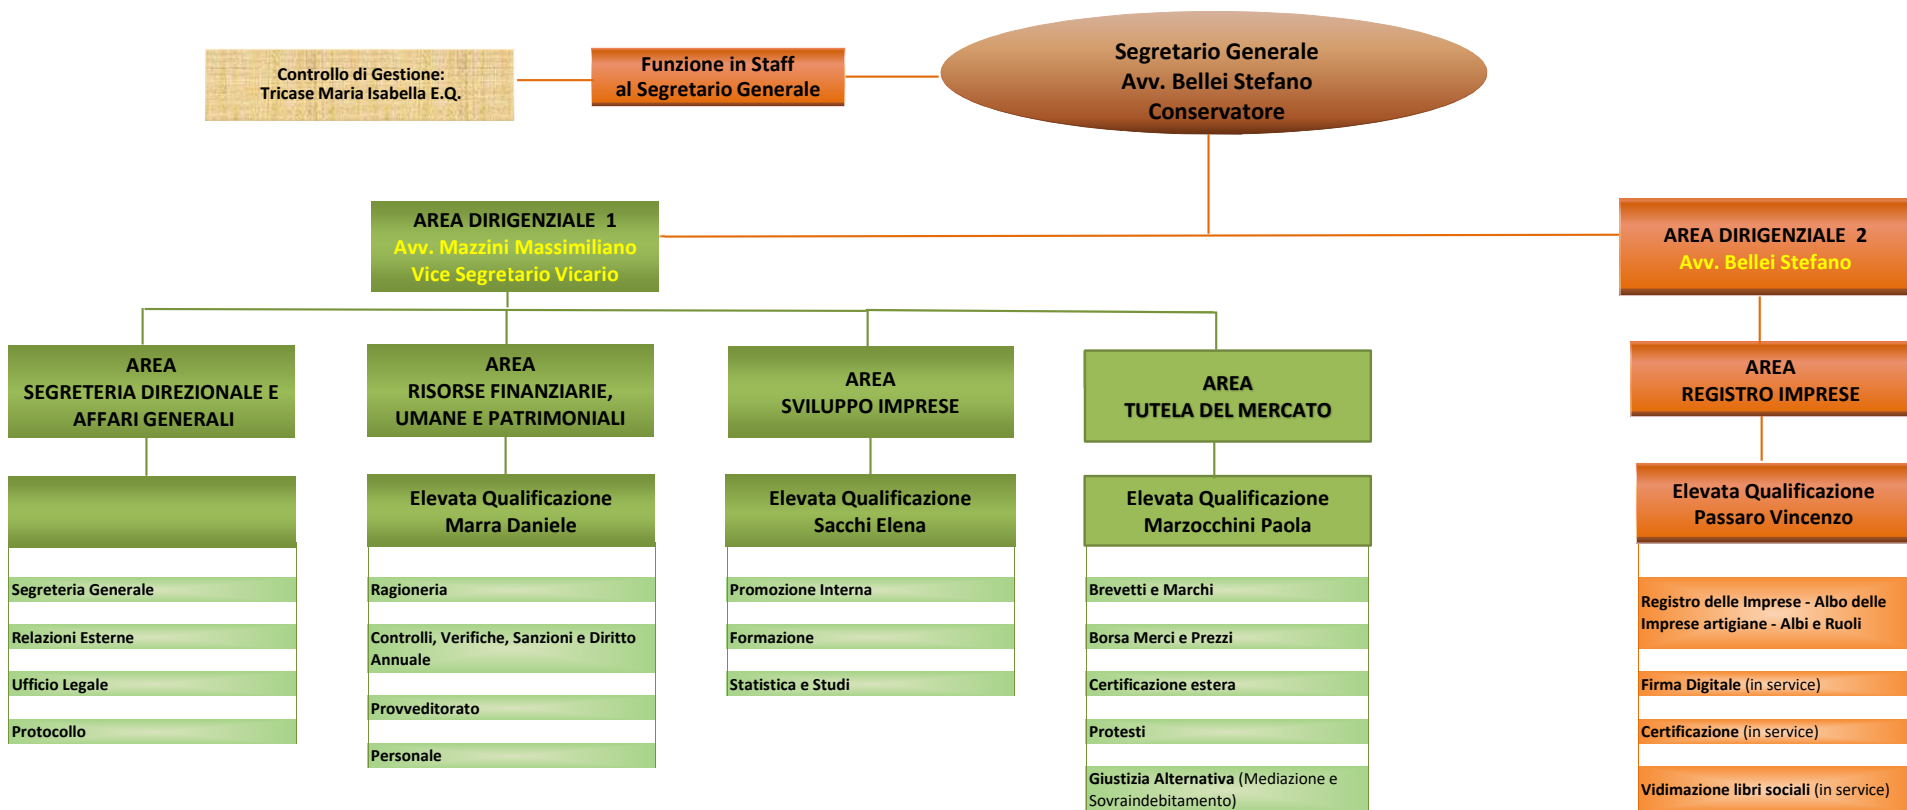 Segretario Generale
Avv. Bellei Stefano
Conservatore
Funzione in Staff
al Segretario Generale
Controllo di Gestione:
Tricase Maria Isabella E.Q.
AREA DIRIGENZIALE 1
Avv. Mazzini Massimiliano
Vice Segretario Vicario
AREA DIRIGENZIALE 2
Avv. Bellei Stefano
AREA
SEGRETERIA DIREZIONALE E
AFFARI GENERALI
Segreteria Generale
Relazioni Esterne
Ufficio Legale
Protocollo
AREA
RISORSE FINANZIARIE,
UMANE E PATRIMONIALI
Elevata Qualificazione
Marra Daniele
Ragioneria
Controlli, Verifiche, Sanzioni e Diritto
Annuale
Provveditorato
Personale
AREA
SVILUPPO IMPRESE
Elevata Qualificazione
Sacchi Elena
Promozione Interna
Formazione
Statistica e Studi
AREA
TUTELA DEL MERCATO
Elevata Qualificazione
Marzocchini Paola
Brevetti e Marchi
Borsa Merci e Prezzi
Certificazione estera
Protesti
Giustizia Alternativa (Mediazione e
Sovraindebitamento)
AREA
REGISTRO IMPRESE
Elevata Qualificazione
Passaro Vincenzo
Registro delle Imprese - Albo delle
Imprese artigiane - Albi e Ruoli
Firma Digitale (in service)
Certificazione (in service)
Vidimazione libri sociali (in service)